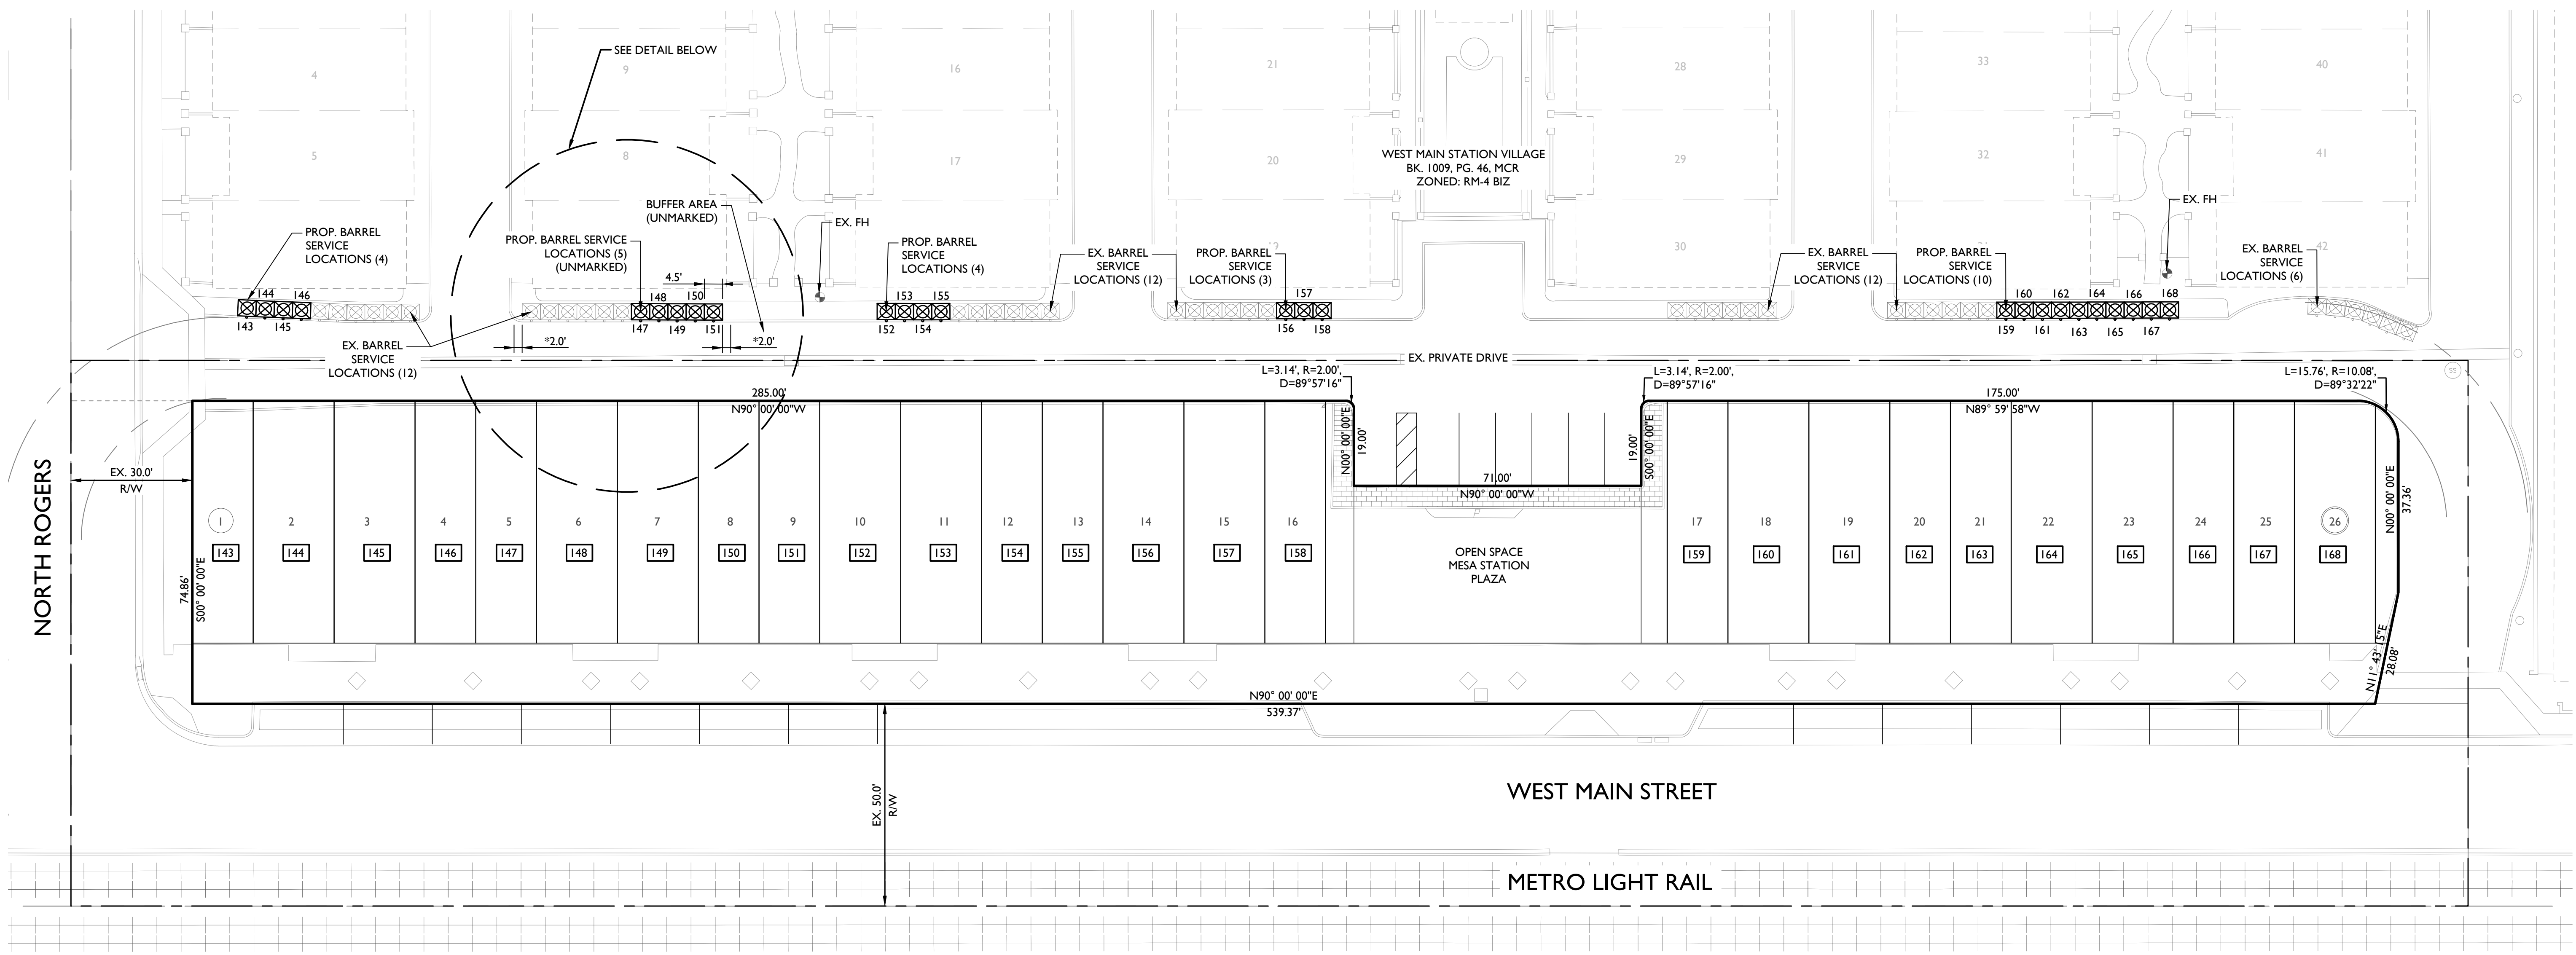 SEE DETAIL BELOW
4
9
16
21
28
33
40
5
8
17
20
29
32
41
WEST MAIN STATION VILLAGE
BK. 1009, PG. 46, MCR
ZONED: RM-4 BIZ
BUFFER AREA
(UNMARKED)
EX. FH
EX. FH
PROP. BARREL
SERVICE
LOCATIONS (4)
PROP. BARREL SERVICE
LOCATIONS (5)
(UNMARKED)
4.5'
PROP. BARREL
SERVICE
LOCATIONS (4)
EX. BARREL
SERVICE
LOCATIONS (12)
PROP. BARREL
SERVICE
LOCATIONS (3)
30
EX. BARREL
SERVICE
LOCATIONS (12)
PROP. BARREL
SERVICE
LOCATIONS (10)
EX. BARREL
SERVICE
LOCATIONS (6)
42
144 146
143 145
148 150
147 149 151
153 155
152 154
157
156 158
160 162 164 166 168
159 161 163 165 167
*2.0'
*2.0'
EX. BARREL
SERVICE
LOCATIONS (12)
EX. PRIVATE DRIVE
SS
L=3.14', R=2.00',
D=89°57'16"
L=3.14', R=2.00',
D=89°57'16"
L=15.76', R=10.08',
D=89°32'22"
285.00'
N90° 00' 00"W
175.00'
N89° 59' 58"W
N00° 00' 00"E
19.00'
19.00'
S00° 00' 00"E
71.00'
N90° 00' 00"W
N00° 00' 00"E
37.36'
EX. 30.0'
R/W
NORTH ROGERS
74.86'
S00° 00' 00"E
1 2 3 4 5 6 7 8 9 10 11 12 13 14 15 16
143 144 145 146 147 148 149 150 151 152 153 154 155 156 157 158
OPEN SPACE
MESA STATION
PLAZA
17 18 19 20 21 22 23 24 25 26
159 160 161 162 163 164 165 166 167 168
N11° 43' 15"E
28.08'
N90° 00' 00"E
539.37'
EX. 50.0'
R/W
WEST MAIN STREET
METRO LIGHT RAIL